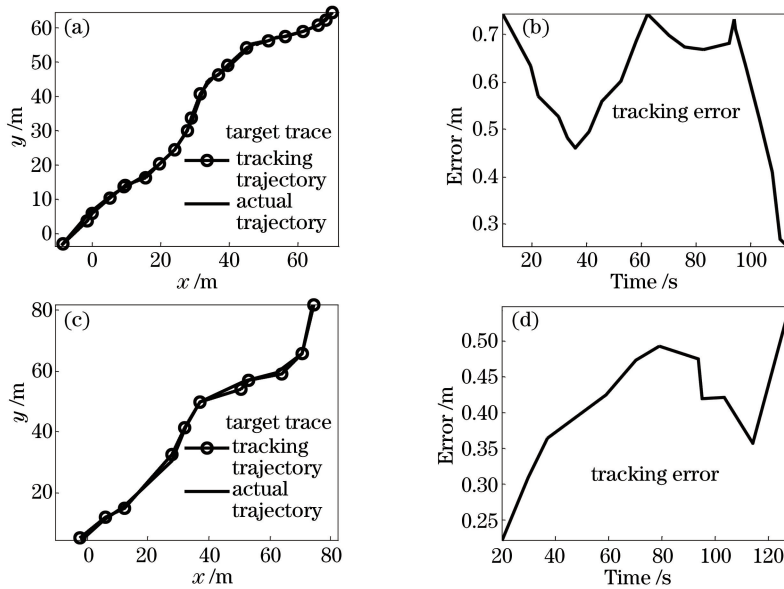 (a)
60
50
40
30
20
10
0
y /m
target trace
tracking
trajectory
actual
trajectory
0
20
40
60
x /m
(b)
0.7
0.6
0.5
0.4
0.3
Error /m
tracking error
20
40
60
80
100
Time /s
(c)
80
60
40
20
y /m
target trace
tracking
trajectory
actual
trajectory
0
20
40
60
80
x /m
(d)
0.50
0.45
0.40
0.35
0.30
0.25
Error /m
tracking error
20
40
60
80
100
120
Time /s